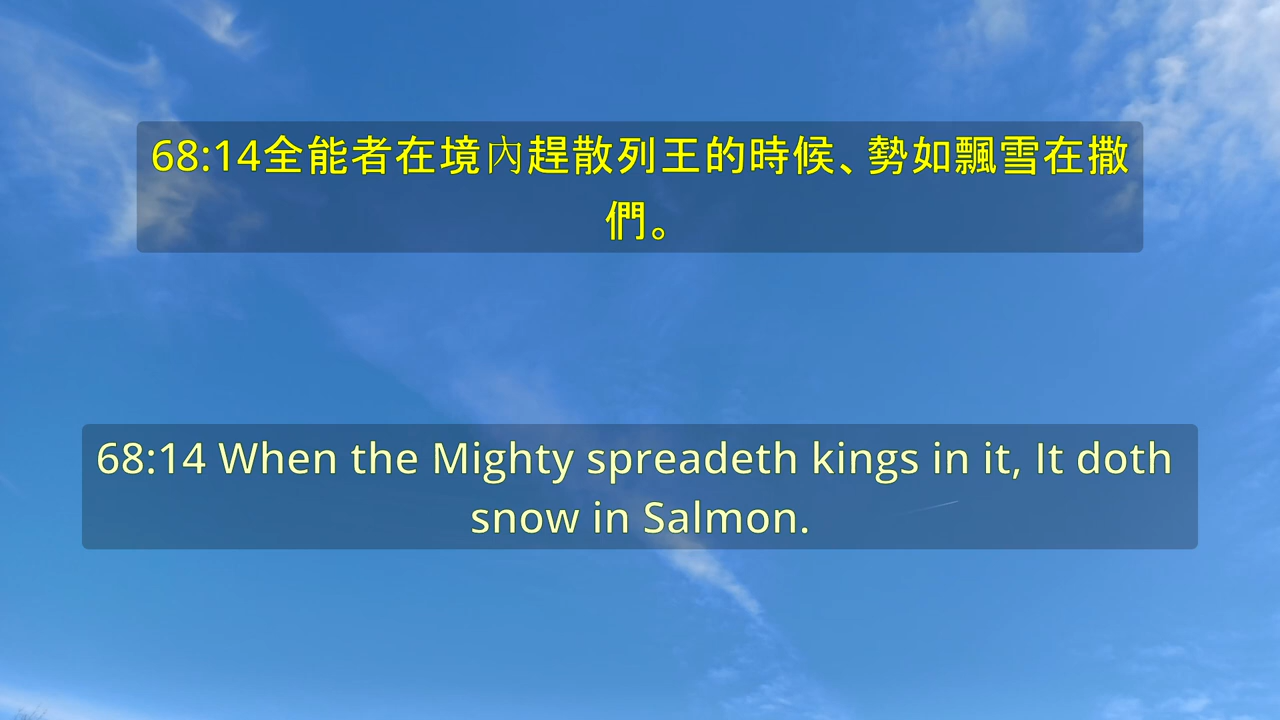 68:14全能者在境內趕散列王的時候、勢如飄雪在撒
們。
68:14 When the Mighty spreadeth kings in it, It doth
snow in Salmon.